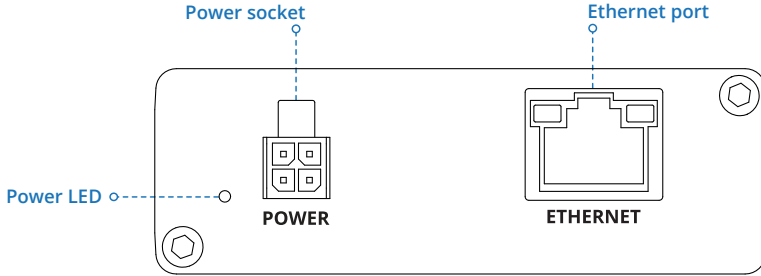 Power socket
Ethernet port
Power LED
POWER
ETHERNET